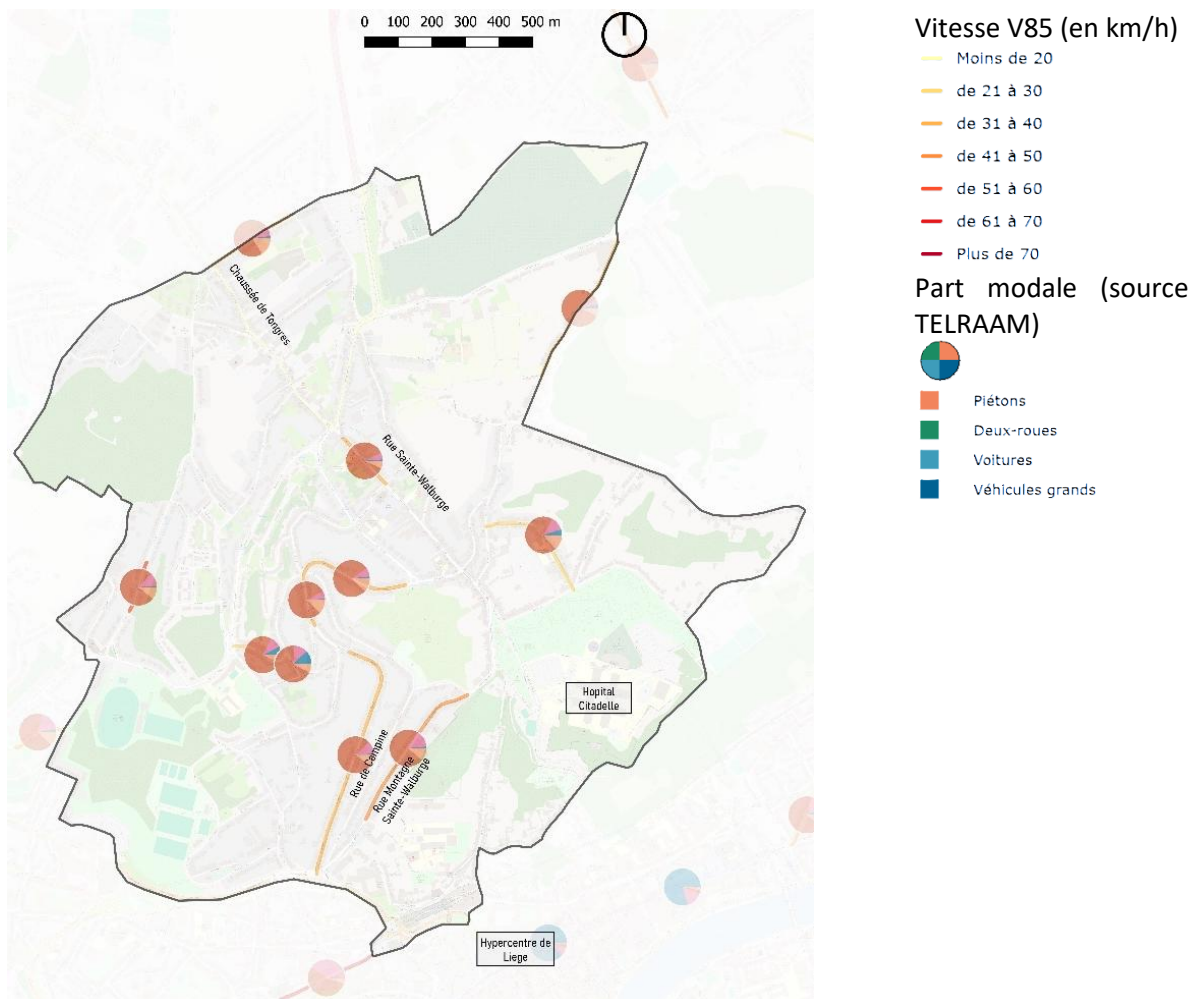 0 100 200 300 400 500 m
Vitesse V85 (en km/h)
Moins de 20
de 21 à 30
de 31 à 40
de 41 à 50
de 51 à 60
de 61 à 70
Plus de 70
Part modale (source
TELRAAM)
Piétons
Deux-roues
Voitures
Véhicules grands
Chaussée de Tongres
Rue Sainte-Walburge
Hopital
Citadelle
Rue de Campine
Rue Montagne
Sainte-Walburge
Hypercentre de
Liege